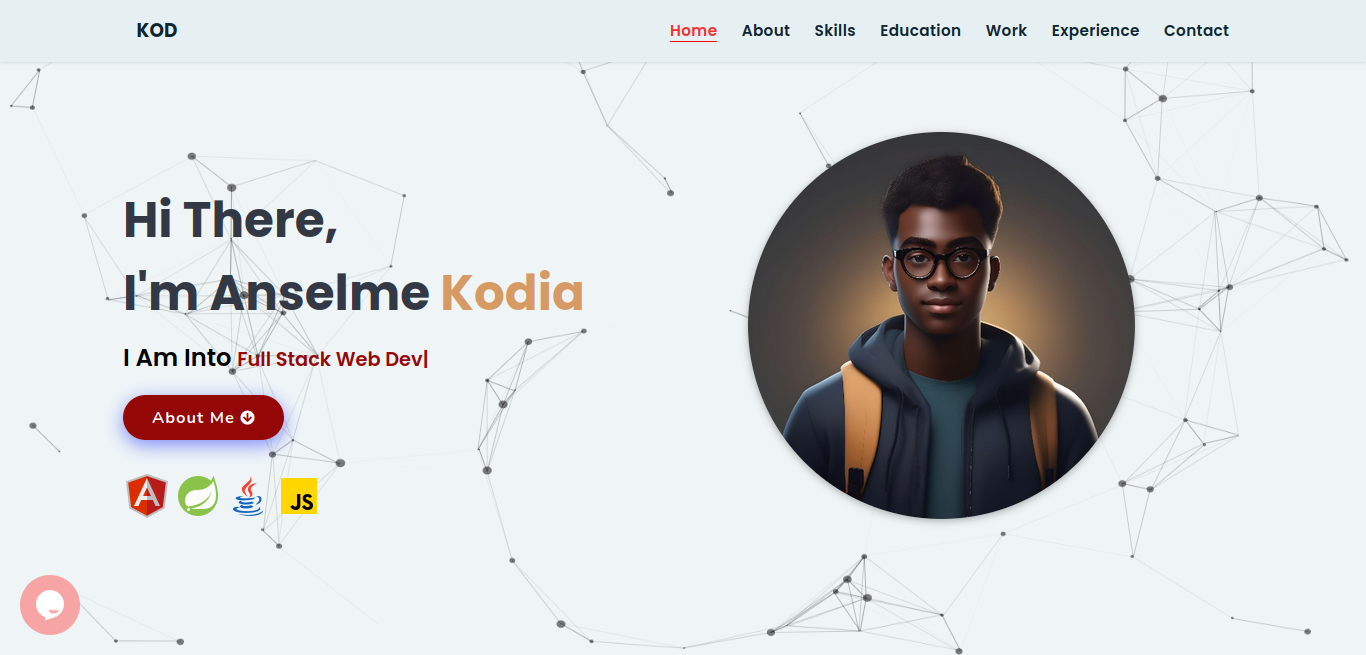 KOD Home About Skills Education Work Experience Contact
Hi There,
I'm Anselme Kodia
I Am Into Full Stack Web Dev|
About Me
A JS